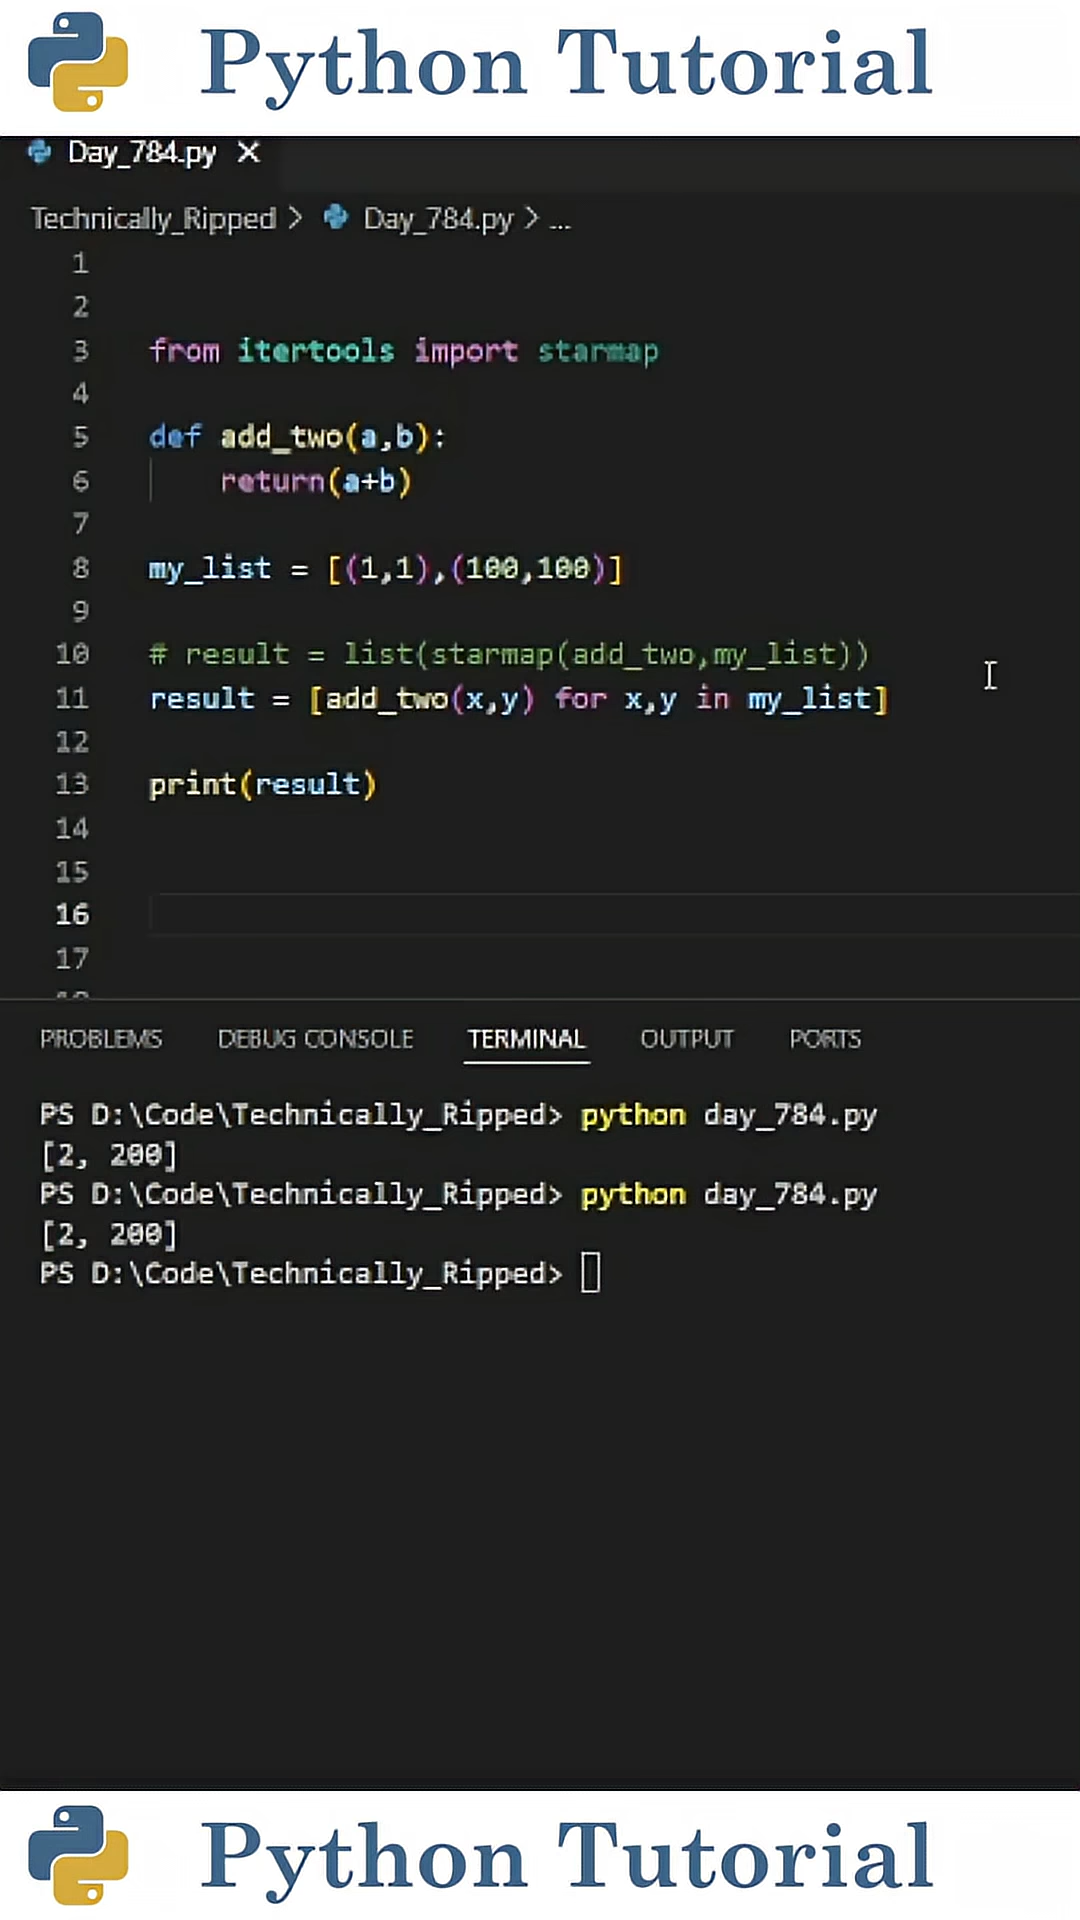 Python Tutorial
Day_784.py
Technically_Ripped > Day_784.py > ...
1
2
3 from itertools import starmap
4
5 def add_two(a,b):
6 return(a+b)
7
8 my_list = [(1,1),(100,100)]
9
10 # result = list(starmap(add_two,my_list))
11 result = [add_two(x,y) for x,y in my_list]
12
13 print(result)
14
15
16
17
PROBLEMS DEBUG CONSOLE TERMINAL OUTPUT PORTS
PS D:\Code\Technically_Ripped> python day_784.py
[2, 200]
PS D:\Code\Technically_Ripped> python day_784.py
[2, 200]
PS D:\Code\Technically_Ripped>
Python Tutorial